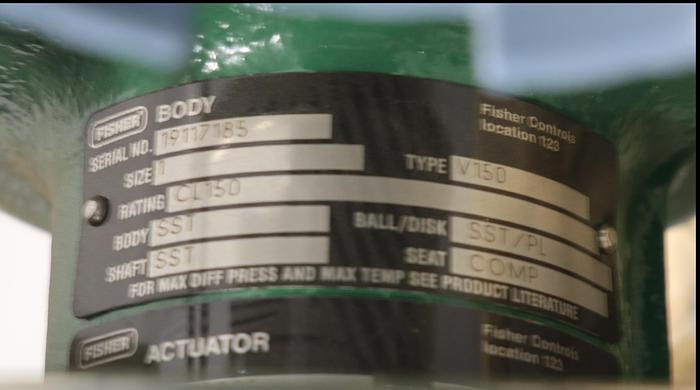 FISHER BODY
Fisher Controls
location 123
SERIAL NO. 19117185
SIZE 1
TYPE V150
RATING CL150
BODY SST
BALL/DISK SST/PL
SHAFT SST
SEAT COMP
FOR MAX DIFF PRESS AND MAX TEMP SEE PRODUCT LITERATURE
FISHER ACTUATOR
Fisher Controls
location 123